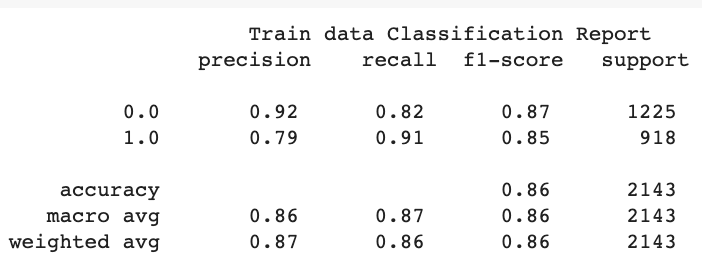 Train data Classification Report
precision recall f1-score support
0.0 0.92 0.82 0.87 1225
1.0 0.79 0.91 0.85 918
accuracy 0.86 2143
macro avg 0.86 0.87 0.86 2143
weighted avg 0.87 0.86 0.86 2143